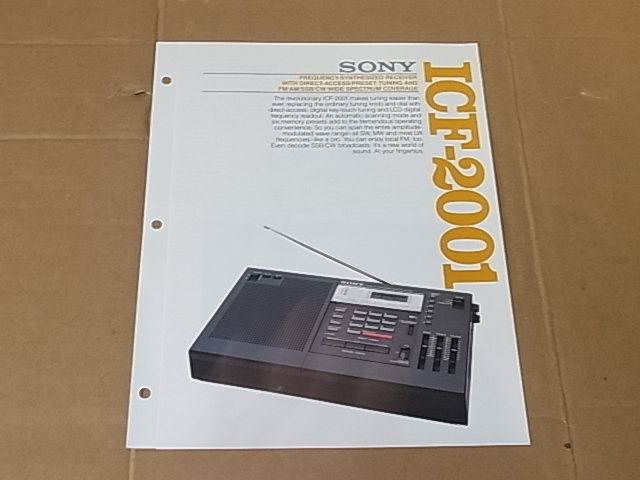 SONY
FREQUENCY-SYNTHESIZED RECEIVER
WITH DIRECT-ACCESS/PRESET TUNING AND
FM/AM/SSB/CW WIDE SPECTRUM COVERAGE
The revolutionary ICF-2001 makes tuning easier than
ever, replacing the ordinary tuning knob and dial with
direct-access, digital key-touch tuning and LCD digital
frequency readout. An automatic scanning mode and
six memory presets add to the tremendous operating
convenience. So you can span the entire amplitude-
modulated wave range–all SW, MW and most LW
frequencies–like a pro. You can enjoy local FM, too.
Even decode SSB/CW broadcasts. It's a new world of
sound. At your fingertips.
ICF-2001
SONY